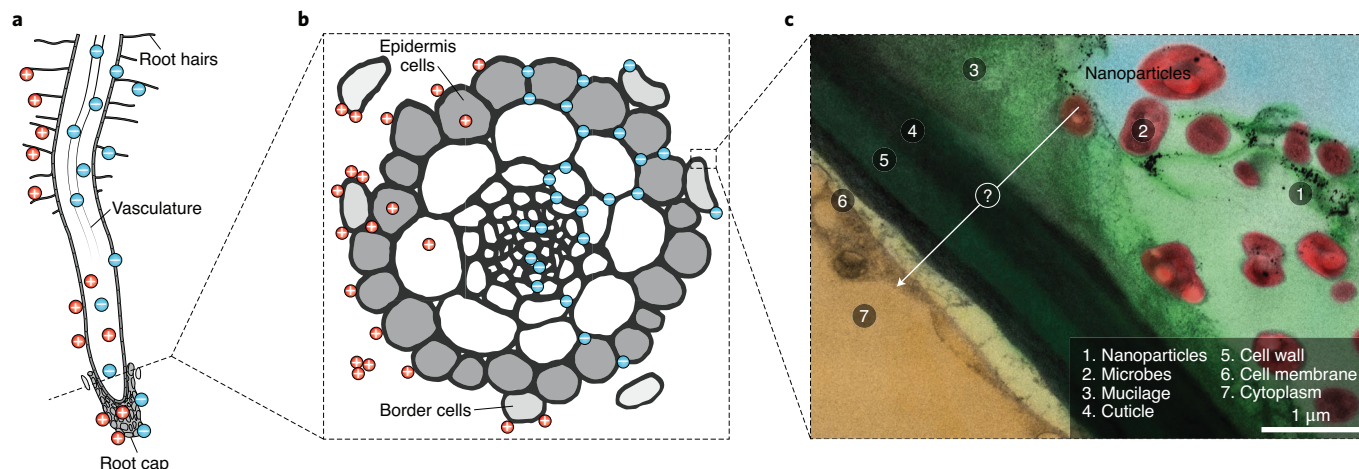 a
Root hairs
Vasculature
Root cap
b
Epidermis
cells
Border cells
c
3
Nanoparticles
2
4
5
1
6
?
7
1. Nanoparticles
2. Microbes
3. Mucilage
4. Cuticle
5. Cell wall
6. Cell membrane
7. Cytoplasm
1 μm